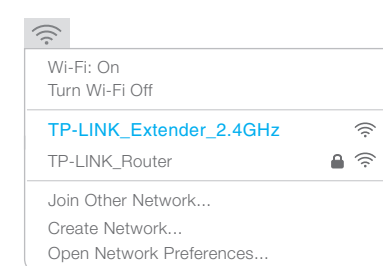 Wi-Fi: On
Turn Wi-Fi Off
TP-LINK_Extender_2.4GHz
TP-LINK_Router
Join Other Network...
Create Network...
Open Network Preferences...